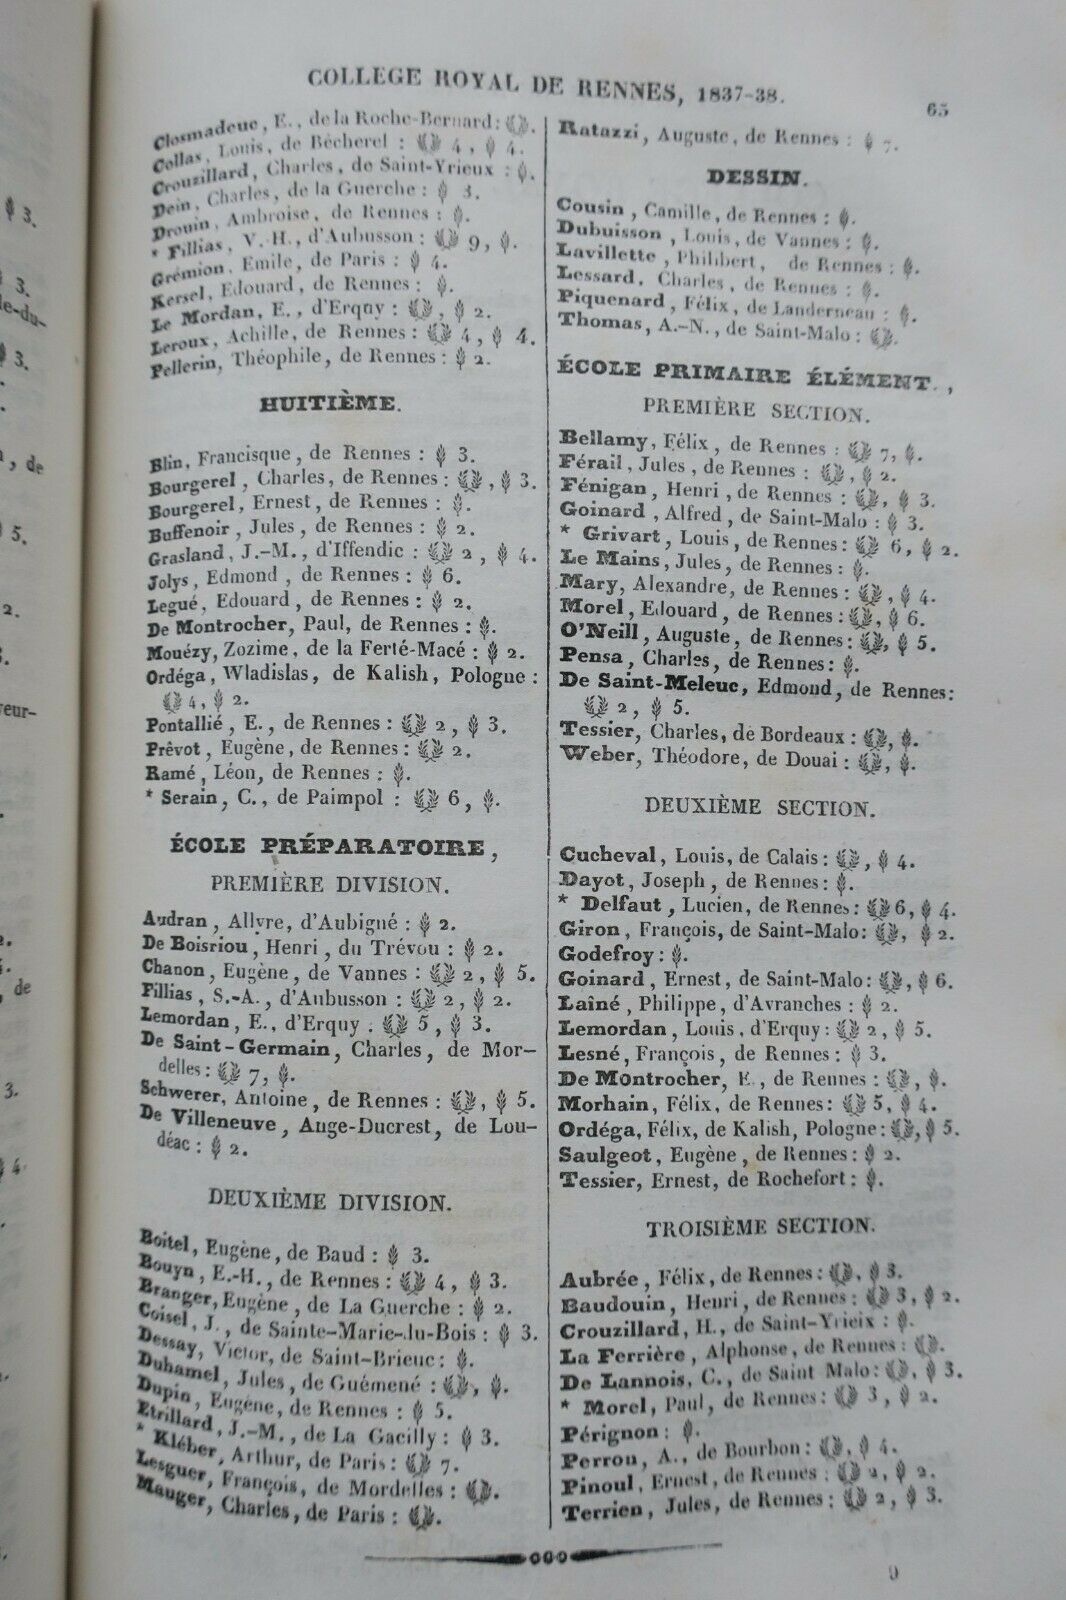 COLLEGE ROYAL DE RENNES, 1837-38.
65
Closmadeuc, E., de la Roche-Bernard: .
Collas, Louis, de Bécherel : 4, 4.
Crouzillard, Charles, de Saint-Yrieux : .
Dein, Charles, de la Guerche : 3.
Drouin, Ambroise, de Rennes : .
* Fillias, V.-H., d'Aubusson : 9, .
Grémion, Emile, de Paris : 4.
Kersel, Edouard, de Rennes : .
Le Mordan, E., d'Erquy : , 2.
Leroux, Achille, de Rennes : 4, 4.
Pellerin, Théophile, de Rennes : 2.
HUITIÈME.
Blin, Francisque, de Rennes : 3.
Bourgerel, Charles, de Rennes : , 3.
Bourgerel, Ernest, de Rennes : .
Buffenoir, Jules, de Rennes : 2.
Grasland, J.-M., d'Iffendic : 2, 4.
Jolys, Edmond, de Rennes : 6.
Legué, Edouard, de Rennes : 2.
De Montrocher, Paul, de Rennes : .
Mouézy, Zozime, de la Ferté-Macé : 2.
Ordéga, Wladislas, de Kalish, Pologne :
4, 2.
Pontallié, E., de Rennes : 2, 3.
Prêvot, Eugène, de Rennes : 2.
Ramé, Léon, de Rennes : .
* Serain, C., de Paimpol : 6, .
ÉCOLE PRÉPARATOIRE,
PREMIÈRE DIVISION.
Audran, Allyre, d'Aubigné : 2.
De Boisriou, Henri, du Trévou : 2.
Chanon, Eugène, de Vannes : 2, 5.
Fillias, S.-A., d'Aubusson : 2, 2.
Lemordan, E., d'Erquy : 5, 3.
De Saint-Germain, Charles, de Mor-
delles : 7, .
Schwerer, Antoine, de Rennes : , 5.
De Villeneuve, Ange-Ducrest, de Lou-
déac : 2.
DEUXIÈME DIVISION.
Boitel, Eugène, de Baud : 3.
Bouyn, E.-H., de Rennes : 4, 3.
Branger, Eugène, de La Guerche : 2.
Coisel, J., de Sainte-Marie-du-Bois : 3.
Dessay, Victor, de Saint-Brieuc : .
Duhamel, Jules, de Guémené : , .
Dupin, Eugène, de Rennes : 5.
Etrillard, J.-M., de La Gacilly : 3.
* Kléber, Arthur, de Paris : 7.
Lesguer, François, de Mordelles : .
Mauger, Charles, de Paris : .
Ratazzi, Auguste, de Rennes : 7.
DESSIN.
Cousin, Camille, de Rennes : .
Dubuisson, Louis, de Vannes : .
Lavillette, Philibert, de Rennes : .
Lessard, Charles, de Rennes : .
Piquenard, Félix, de Landerneau : .
Thomas, A.-N., de Saint-Malo : .
ÉCOLE PRIMAIRE ÉLÉMENT.,
PREMIÈRE SECTION.
Bellamy, Félix, de Rennes : 7, .
Férail, Jules, de Rennes : , 2.
Fénigan, Henri, de Rennes : , 3.
Goinard, Alfred, de Saint-Malo : 3.
* Grivart, Louis, de Rennes : 6, 2.
Le Mains, Jules, de Rennes : .
Mary, Alexandre, de Rennes : , 4.
Morel, Edouard, de Rennes : , 6.
O'Neill, Auguste, de Rennes : , 5.
Pensa, Charles, de Rennes : .
De Saint-Meleuc, Edmond, de Rennes:
2, 5.
Tessier, Charles, de Bordeaux : , .
Weber, Théodore, de Douai : , .
DEUXIÈME SECTION.
Cucheval, Louis, de Calais : , 4.
Dayot, Joseph, de Rennes : .
* Delfaut, Lucien, de Rennes : 6, 4.
Giron, François, de Saint-Malo: , 2.
Godefroy : .
Goinard, Ernest, de Saint-Malo: , 6.
Laîné, Philippe, d'Avranches : 2.
Lemordan, Louis, d'Erquy : 2, 5.
Lesné, François, de Rennes : 3.
De Montrocher, E., de Rennes : , .
Morhain, Félix, de Rennes: 5, 4.
Ordéga, Félix, de Kalish, Pologne: , 5.
Saulgeot, Eugène, de Rennes : 2.
Tessier, Ernest, de Rochefort : .
TROISIÈME SECTION.
Aubrée, Félix, de Rennes : , 3.
Baudouin, Henri, de Rennes : 3, 2.
Crouzillard, H., de Saint-Yrieix : .
La Ferrière, Alphonse, de Rennes : .
De Lannois, C., de Saint Malo: , 3.
* Morel, Paul, de Rennes : 3, 2.
Pérignon : .
Perron, A., de Bourbon: , 4.
Pinoul, Ernest, de Rennes : 2, 2.
Terrien, Jules, de Rennes : 2, 3.
9